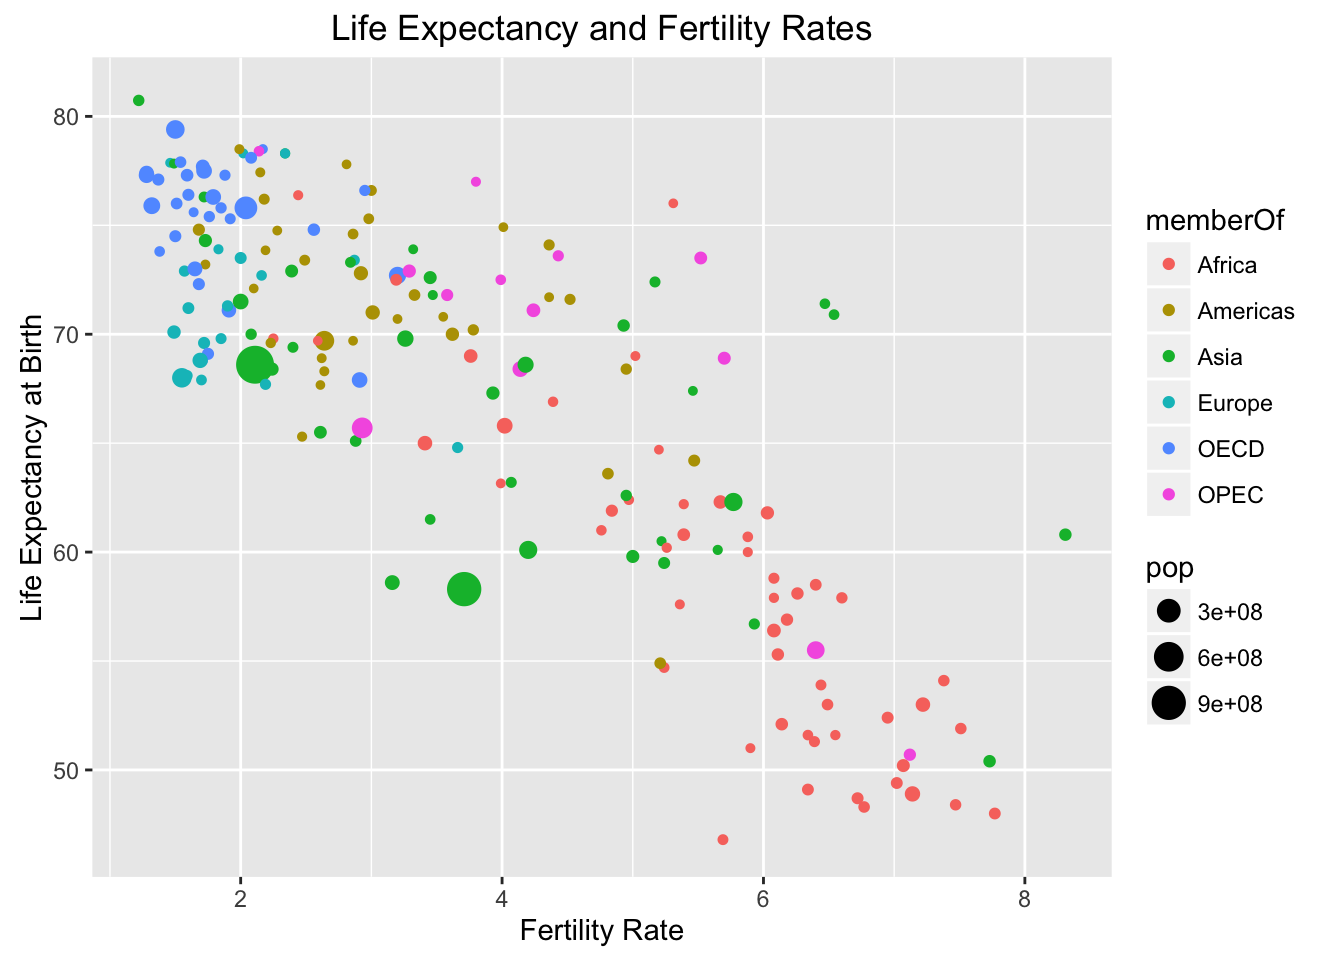 Life Expectancy and Fertility Rates
80
70
60
50
Life Expectancy at Birth
2 4 6 8
Fertility Rate
memberOf
Africa
Americas
Asia
Europe
OECD
OPEC
pop
3e+08
6e+08
9e+08